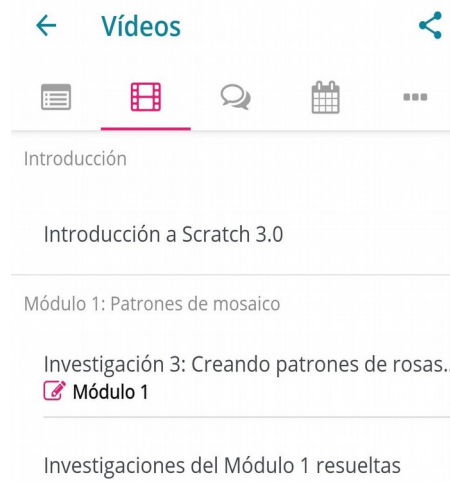 Vídeos
Introducción
Introducción a Scratch 3.0
Módulo 1: Patrones de mosaico
Investigación 3: Creando patrones de rosas..
Módulo 1
Investigaciones del Módulo 1 resueltas